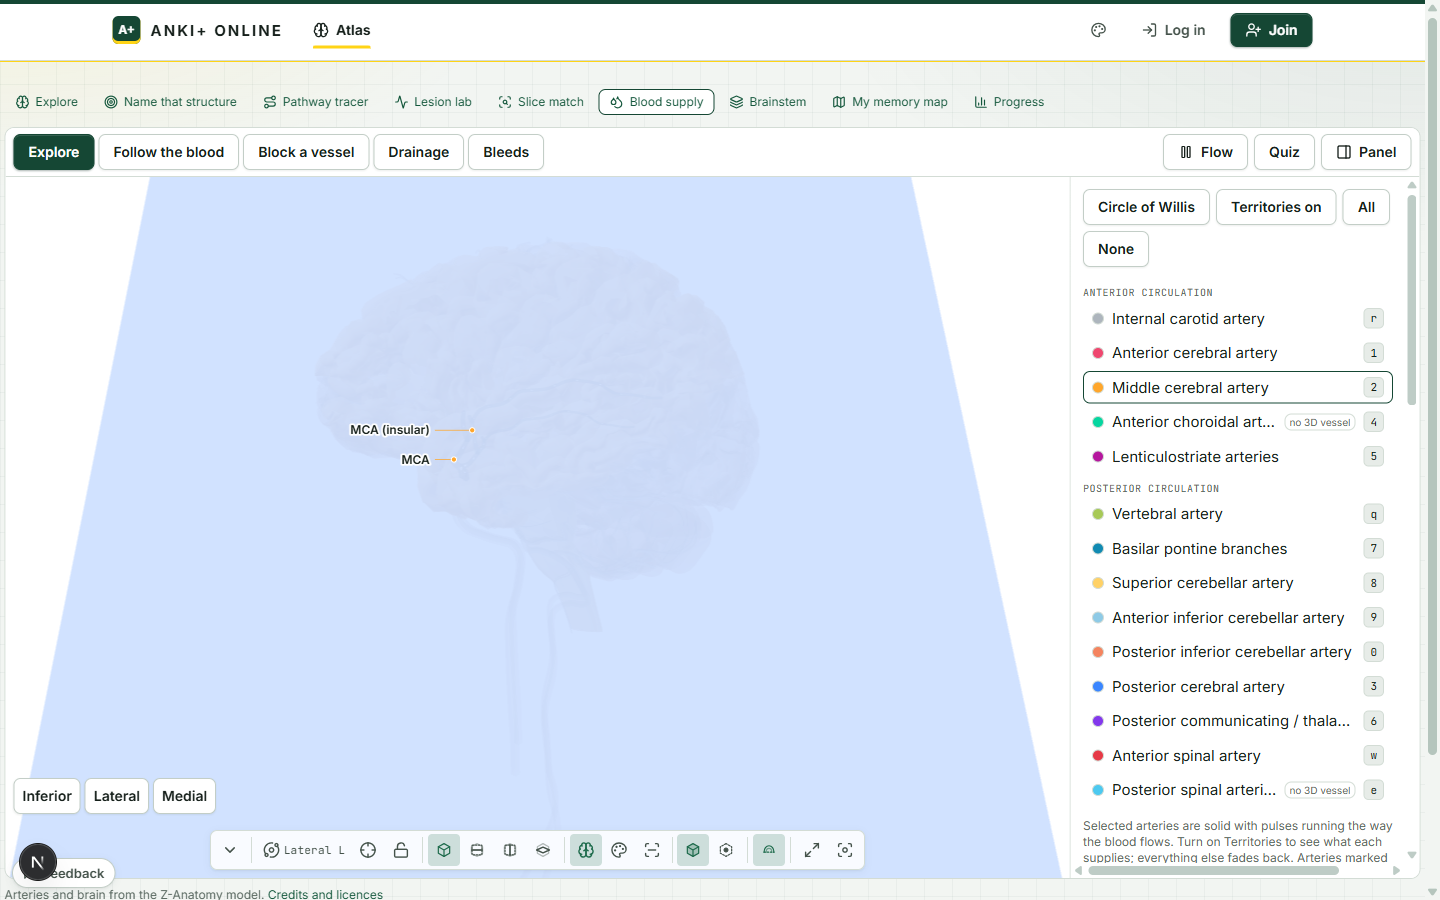 A+ ANKI+ ONLINE Atlas Log in Join
Explore Name that structure Pathway tracer Lesion lab Slice match Blood supply Brainstem My memory map Progress
Explore Follow the blood Block a vessel Drainage Bleeds Flow Quiz Panel
Circle of Willis Territories on All
None
ANTERIOR CIRCULATION
Internal carotid artery r
Anterior cerebral artery 1
Middle cerebral artery 2
Anterior choroidal art... no 3D vessel 4
Lenticulostriate arteries 5
POSTERIOR CIRCULATION
Vertebral artery q
Basilar pontine branches 7
Superior cerebellar artery 8
Anterior inferior cerebellar artery 9
Posterior inferior cerebellar artery 0
Posterior cerebral artery 3
Posterior communicating / thala... 6
Anterior spinal artery w
Posterior spinal arteri... no 3D vessel e
Selected arteries are solid with pulses running the way
the blood flows. Turn on Territories to see what each
supplies; everything else fades back. Arteries marked
MCA (insular)
MCA
Inferior Lateral Medial
Lateral L
N eedback
Arteries and brain from the Z-Anatomy model. Credits and licences